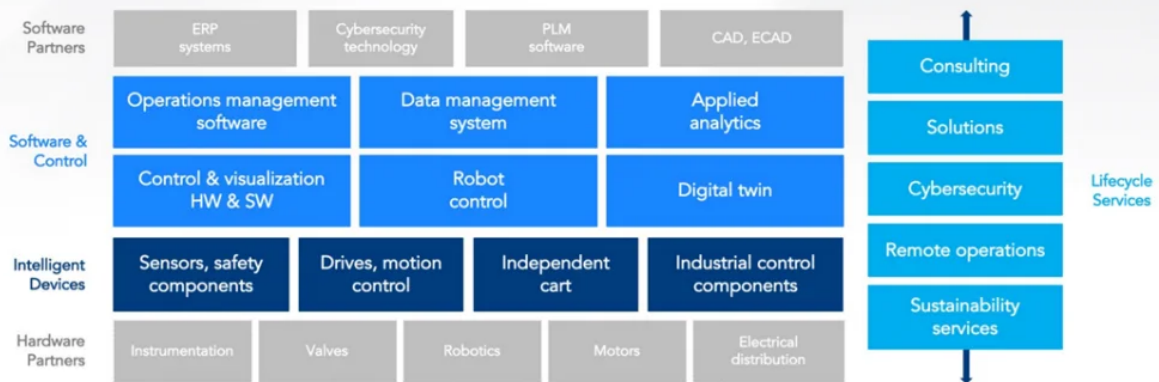 Software
Partners
ERP
systems
Cybersecurity
technology
PLM
software
CAD, ECAD
Software &
Control
Operations management
software
Data management
system
Applied
analytics
Control & visualization
HW & SW
Robot
control
Digital twin
Intelligent
Devices
Sensors, safety
components
Drives, motion
control
Independent
cart
Industrial control
components
Hardware
Partners
Instrumentation
Valves
Robotics
Motors
Electrical
distribution
Consulting
Solutions
Cybersecurity
Remote operations
Sustainability
services
Lifecycle
Services